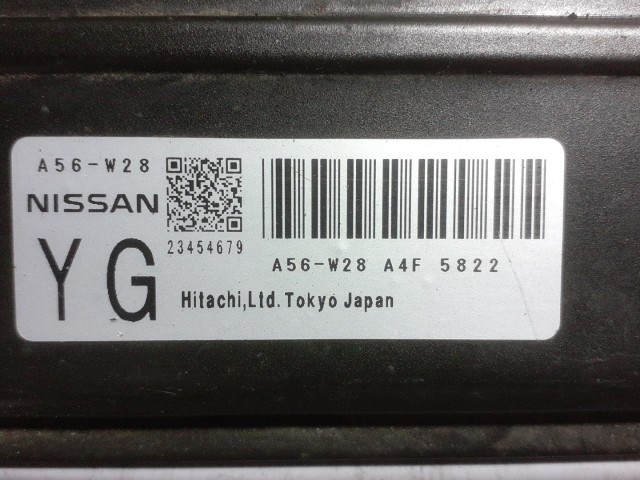 A56-W28
NISSAN
YG
23454679
A56-W28 A4F 5822
Hitachi,Ltd. Tokyo Japan